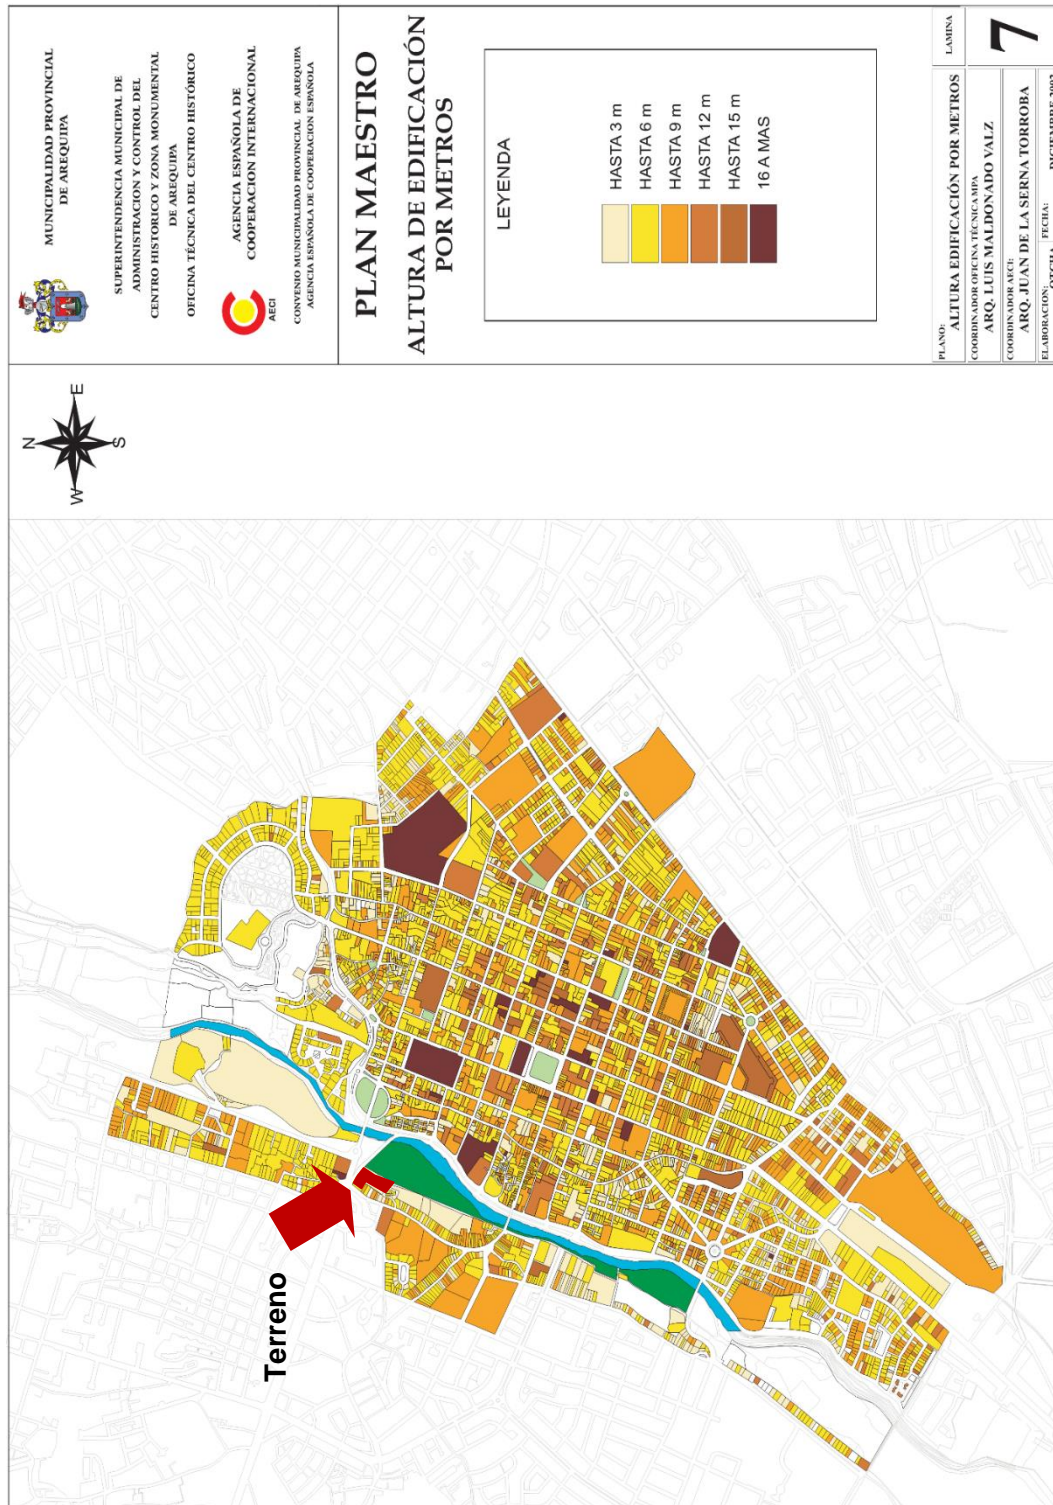 MUNICIPALIDAD PROVINCIAL
DE AREQUIPA
SUPERINTENDENCIA MUNICIPAL DE
ADMINISTRACION Y CONTROL DEL
CENTRO HISTORICO Y ZONA MONUMENTAL
DE AREQUIPA
OFICINA TÉCNICA DEL CENTRO HISTÓRICO
AECI
AGENCIA ESPAÑOLA DE
COOPERACION INTERNACIONAL
CONVENIO MUNICIPALIDAD PROVINCIAL DE AREQUIPA
AGENCIA ESPAÑOLA DE COOPERACION ESPAÑOLA
PLAN MAESTRO
ALTURA DE EDIFICACIÓN
POR METROS
LEYENDA
HASTA 3 m
HASTA 6 m
HASTA 9 m
HASTA 12 m
HASTA 15 m
16 A MAS
PLANO:
ALTURA EDIFICACIÓN POR METROS
LAMINA
7
COORDINADOR OFICINA TÉCNICA MPA
ARQ. LUIS MALDONADO VALZ
COORDINADOR AECI:
ARQ. JUAN DE LA SERNA TORROBA
ELABORACION:
FECHA:
N
E
S
W
Terreno